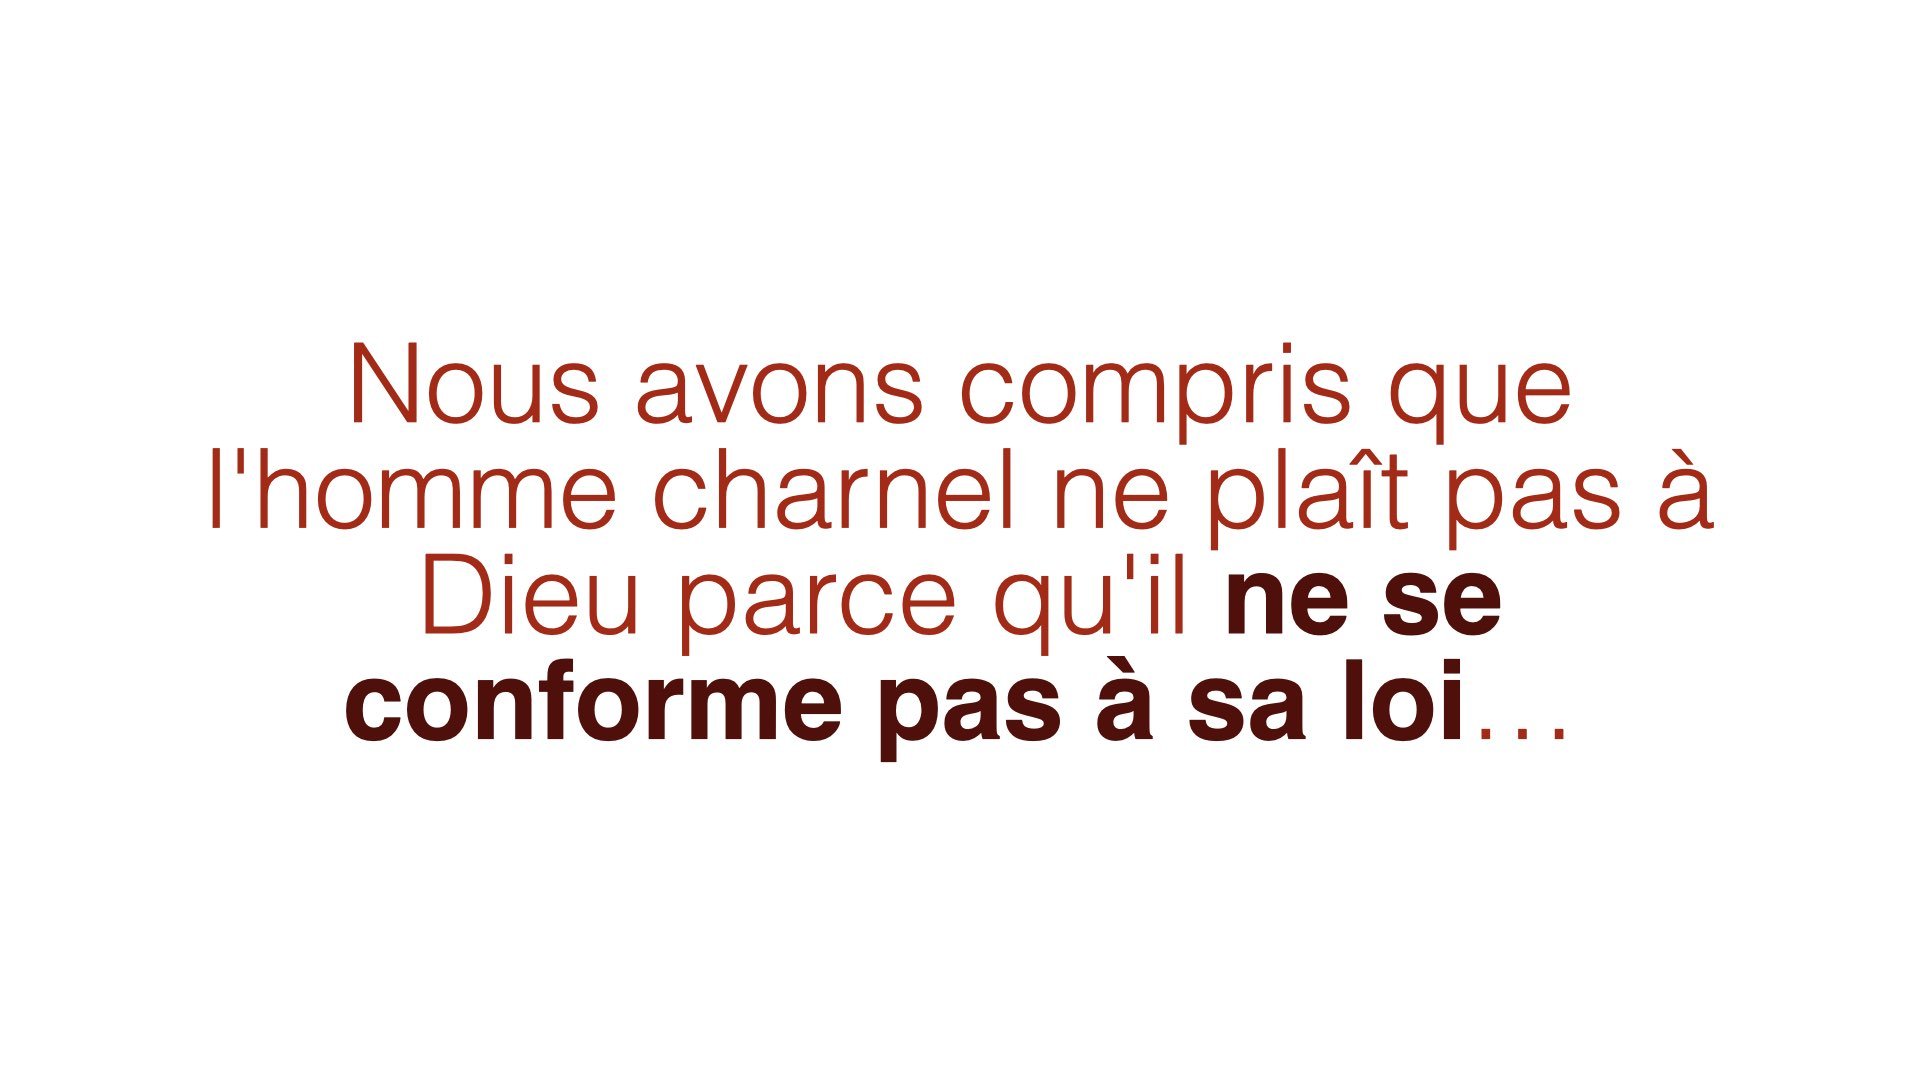 Nous avons compris que
l'homme charnel ne plaît pas à
Dieu parce qu'il ne se
conforme pas à sa loi…